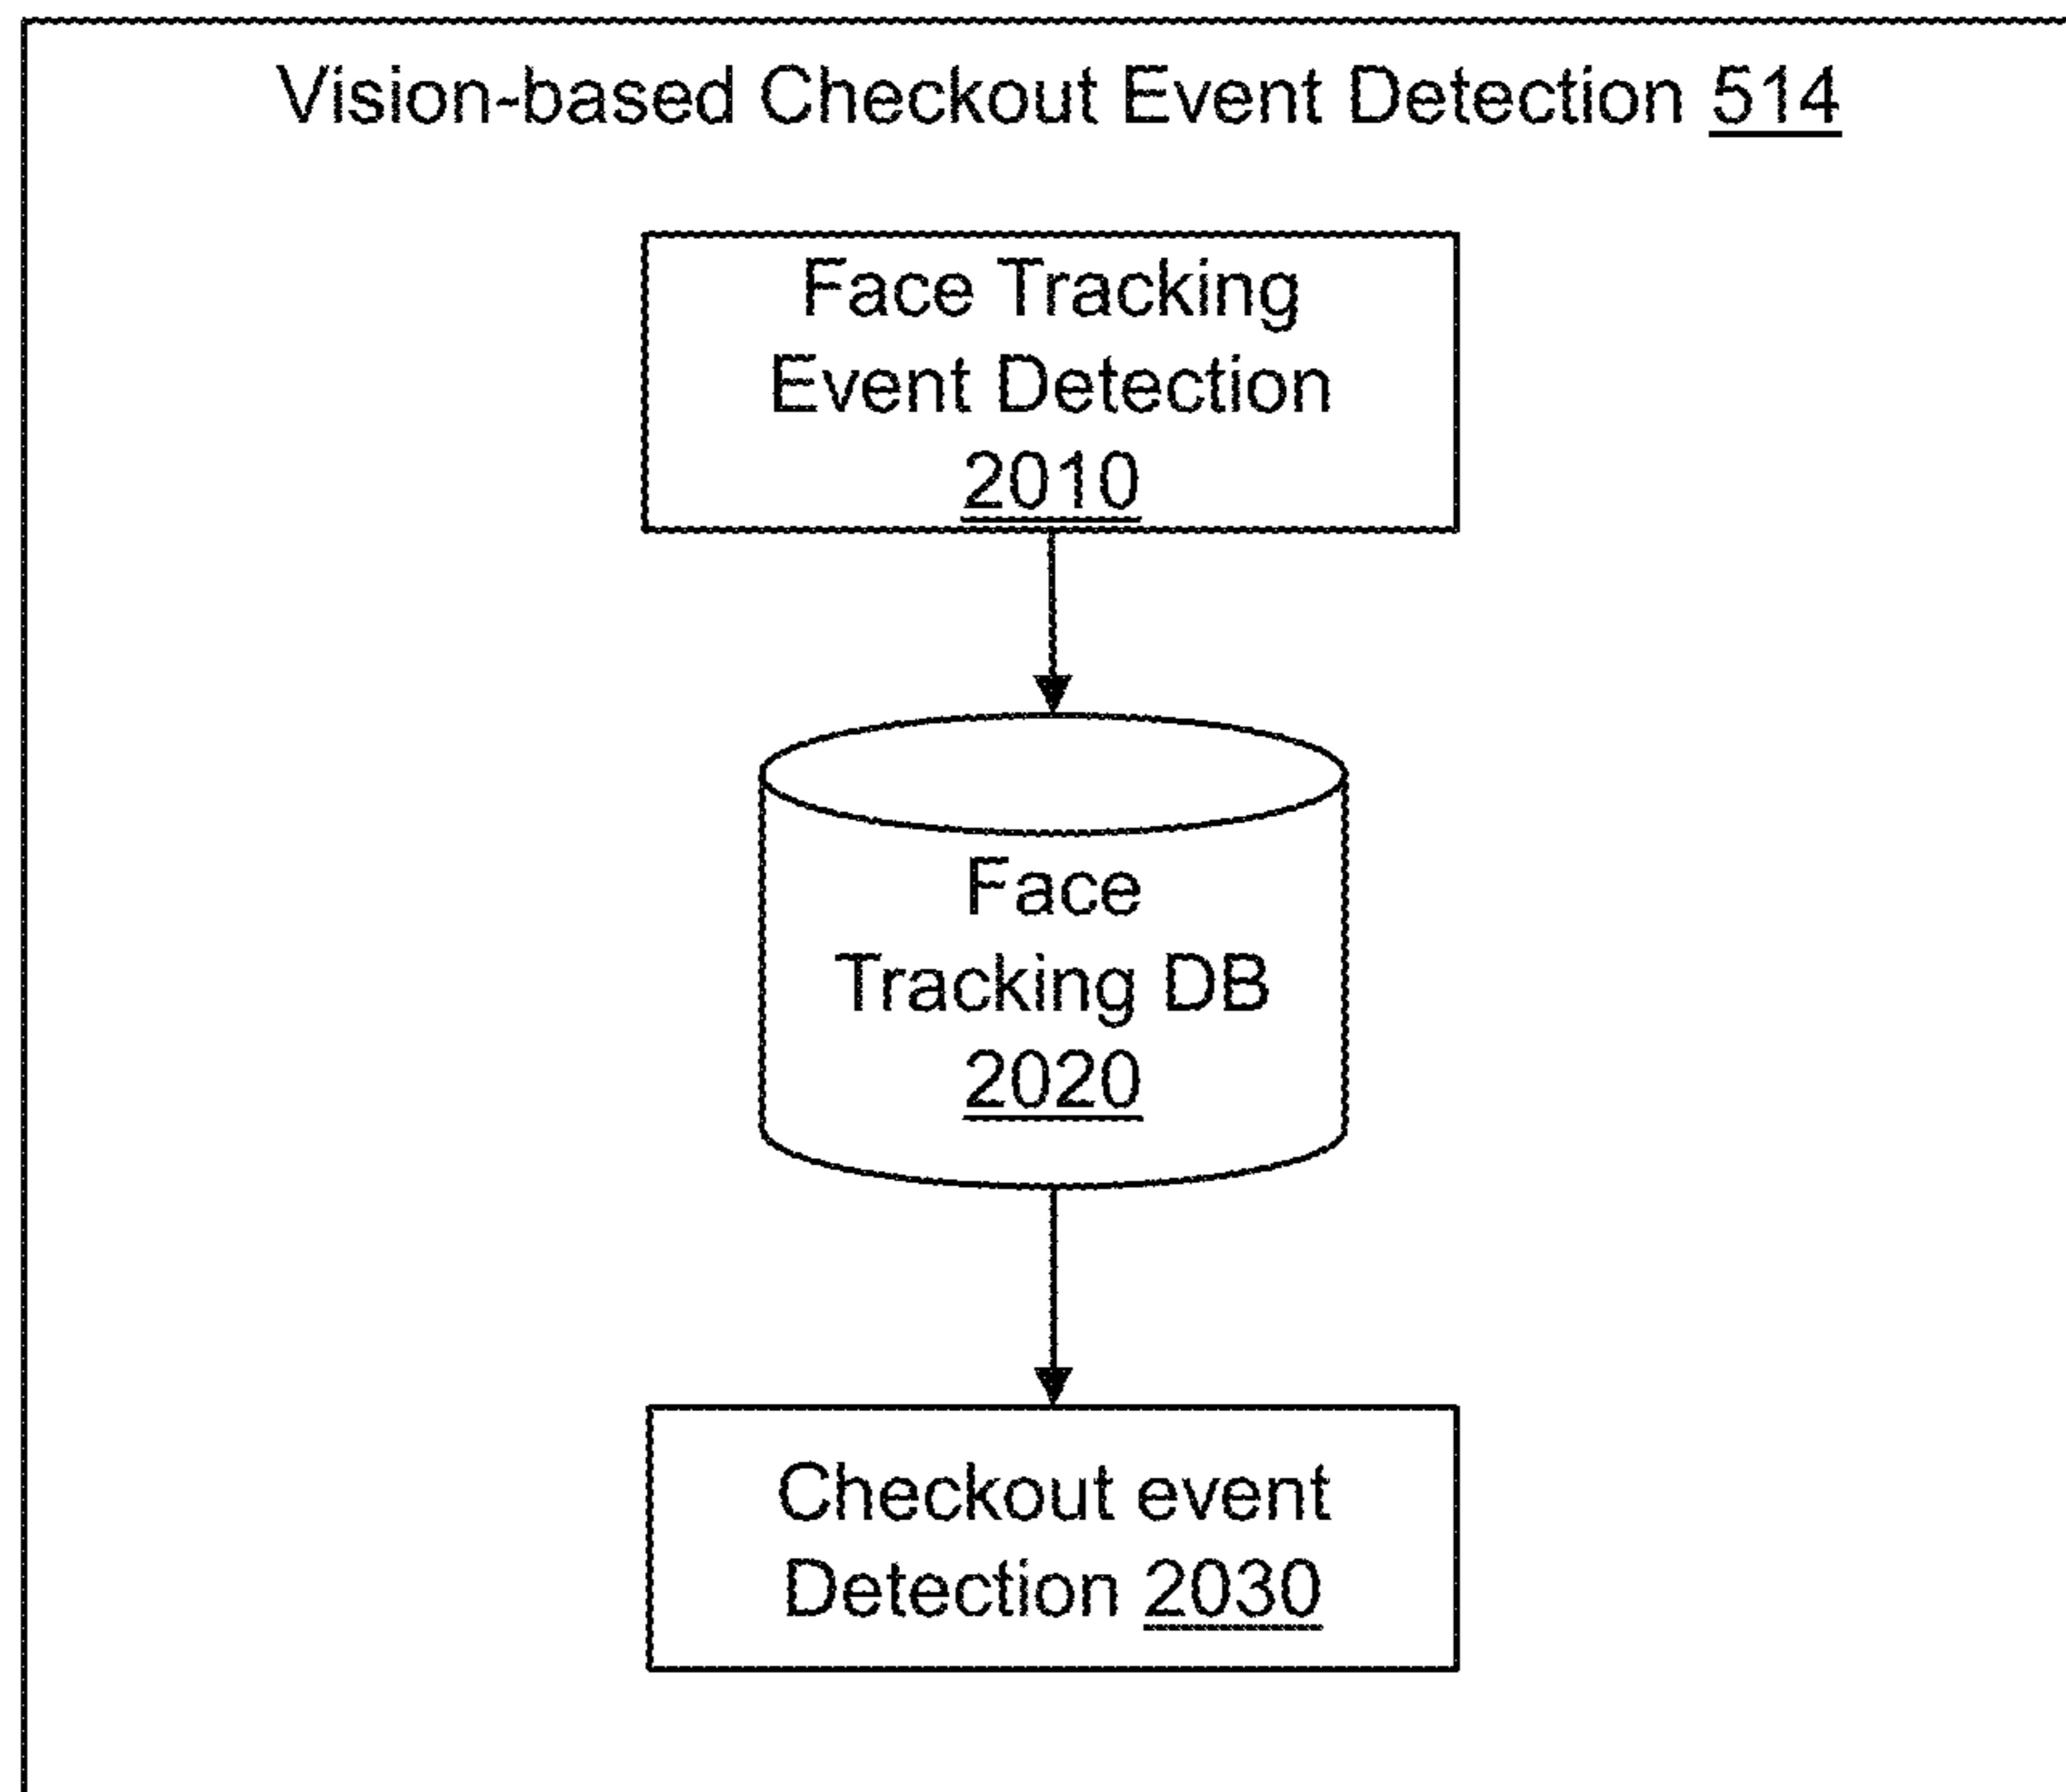 Vision-based Checkout Event Detection 514
Face Tracking
Event Detection
2010
Face
Tracking DB
2020
Checkout event
Detection 2030